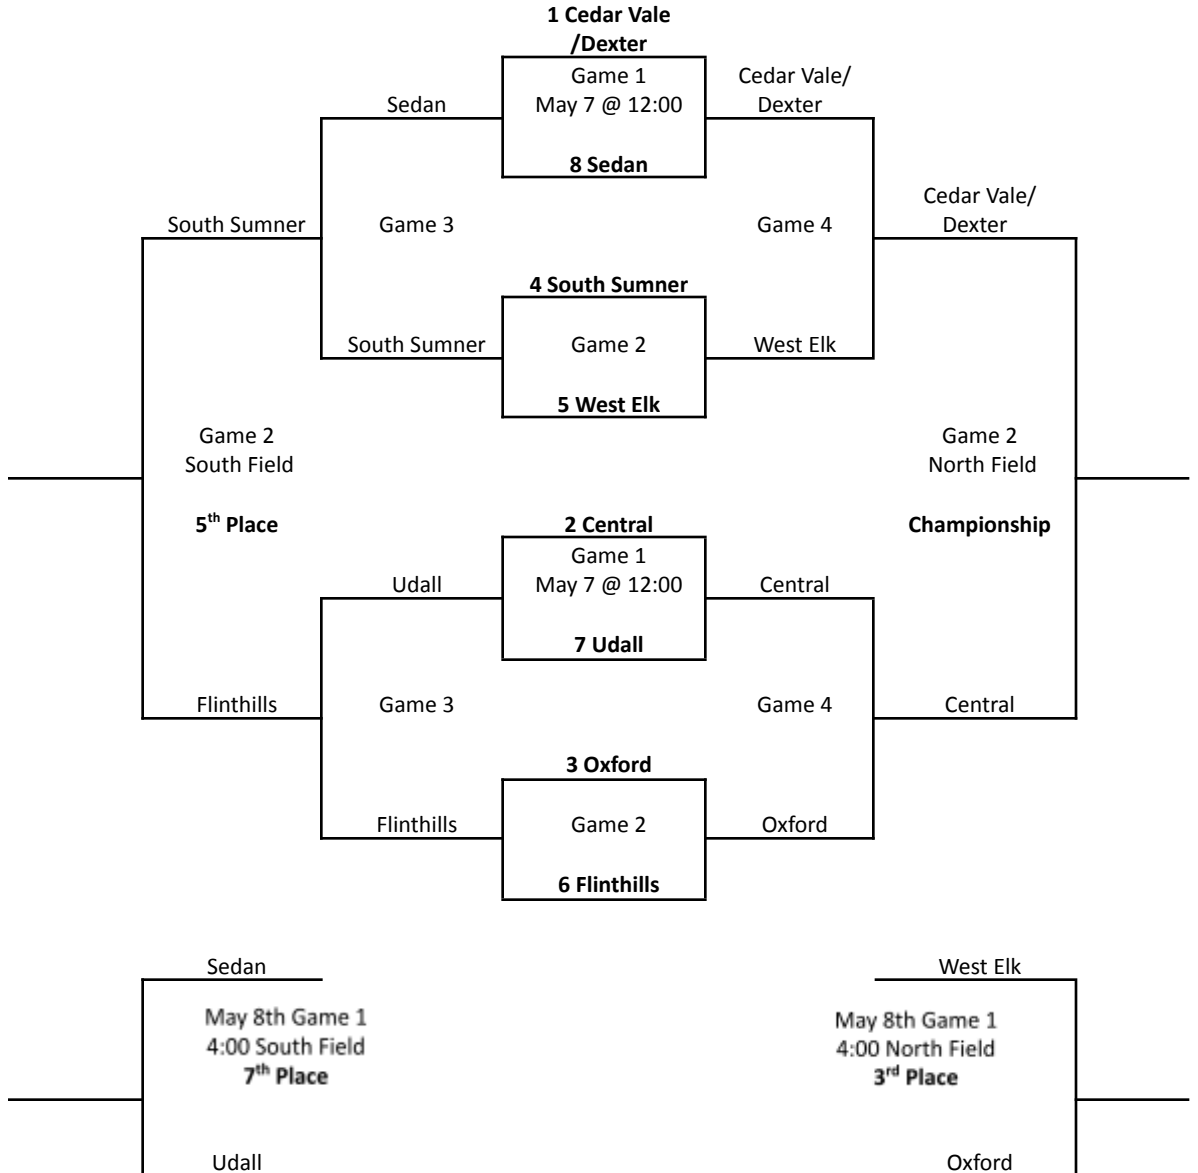 1 Cedar Vale
/Dexter
Game 1
May 7 @ 12:00
Cedar Vale/
Dexter
Sedan
8 Sedan
Cedar Vale/
Dexter
South Sumner
Game 3
Game 4
4 South Sumner
South Sumner
Game 2
West Elk
5 West Elk
Game 2
South Field
Game 2
North Field
5th Place
2 Central
Championship
Game 1
May 7 @ 12:00
Udall
Central
7 Udall
Flinthills
Game 3
Game 4
Central
3 Oxford
Flinthills
Game 2
Oxford
6 Flinthills
Sedan
West Elk
May 8th Game 1
4:00 South Field
7th Place
May 8th Game 1
4:00 North Field
3rd Place
Udall
Oxford